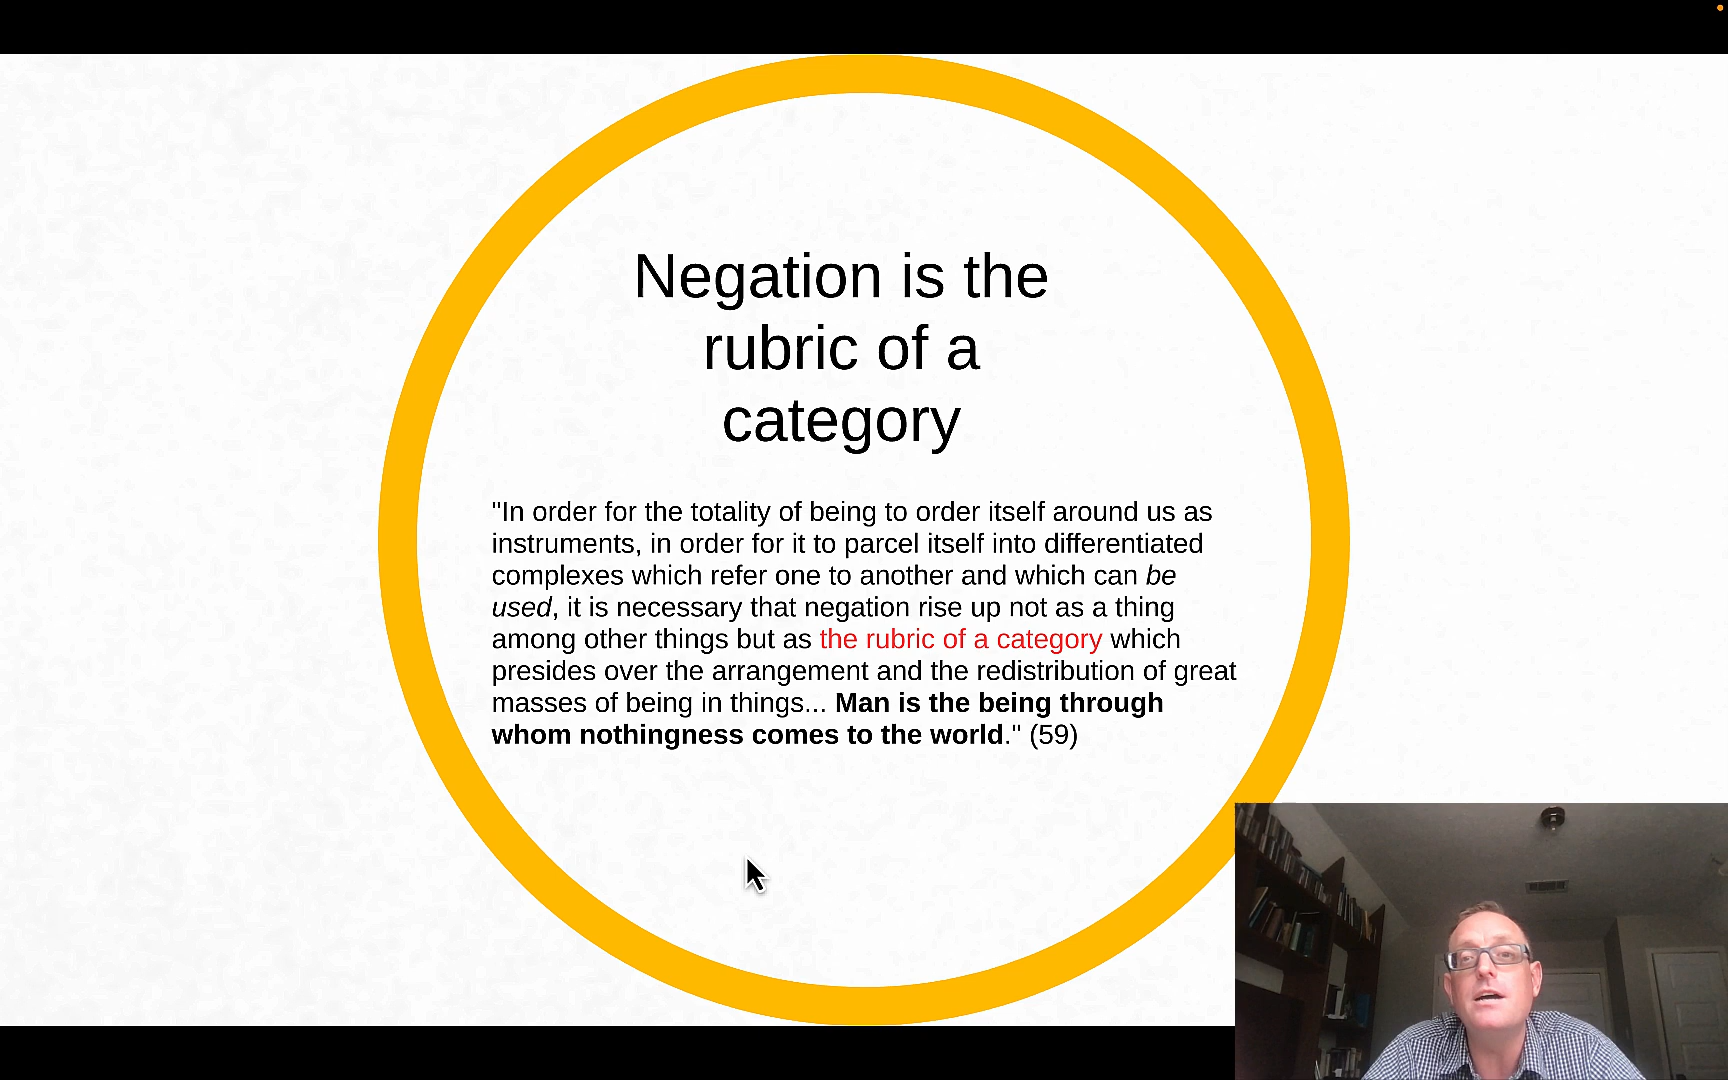 Negation is the
rubric of a
category
"In order for the totality of being to order itself around us as
instruments, in order for it to parcel itself into differentiated
complexes which refer one to another and which can be
used, it is necessary that negation rise up not as a thing
among other things but as the rubric of a category which
presides over the arrangement and the redistribution of great
masses of being in things... Man is the being through
whom nothingness comes to the world." (59)